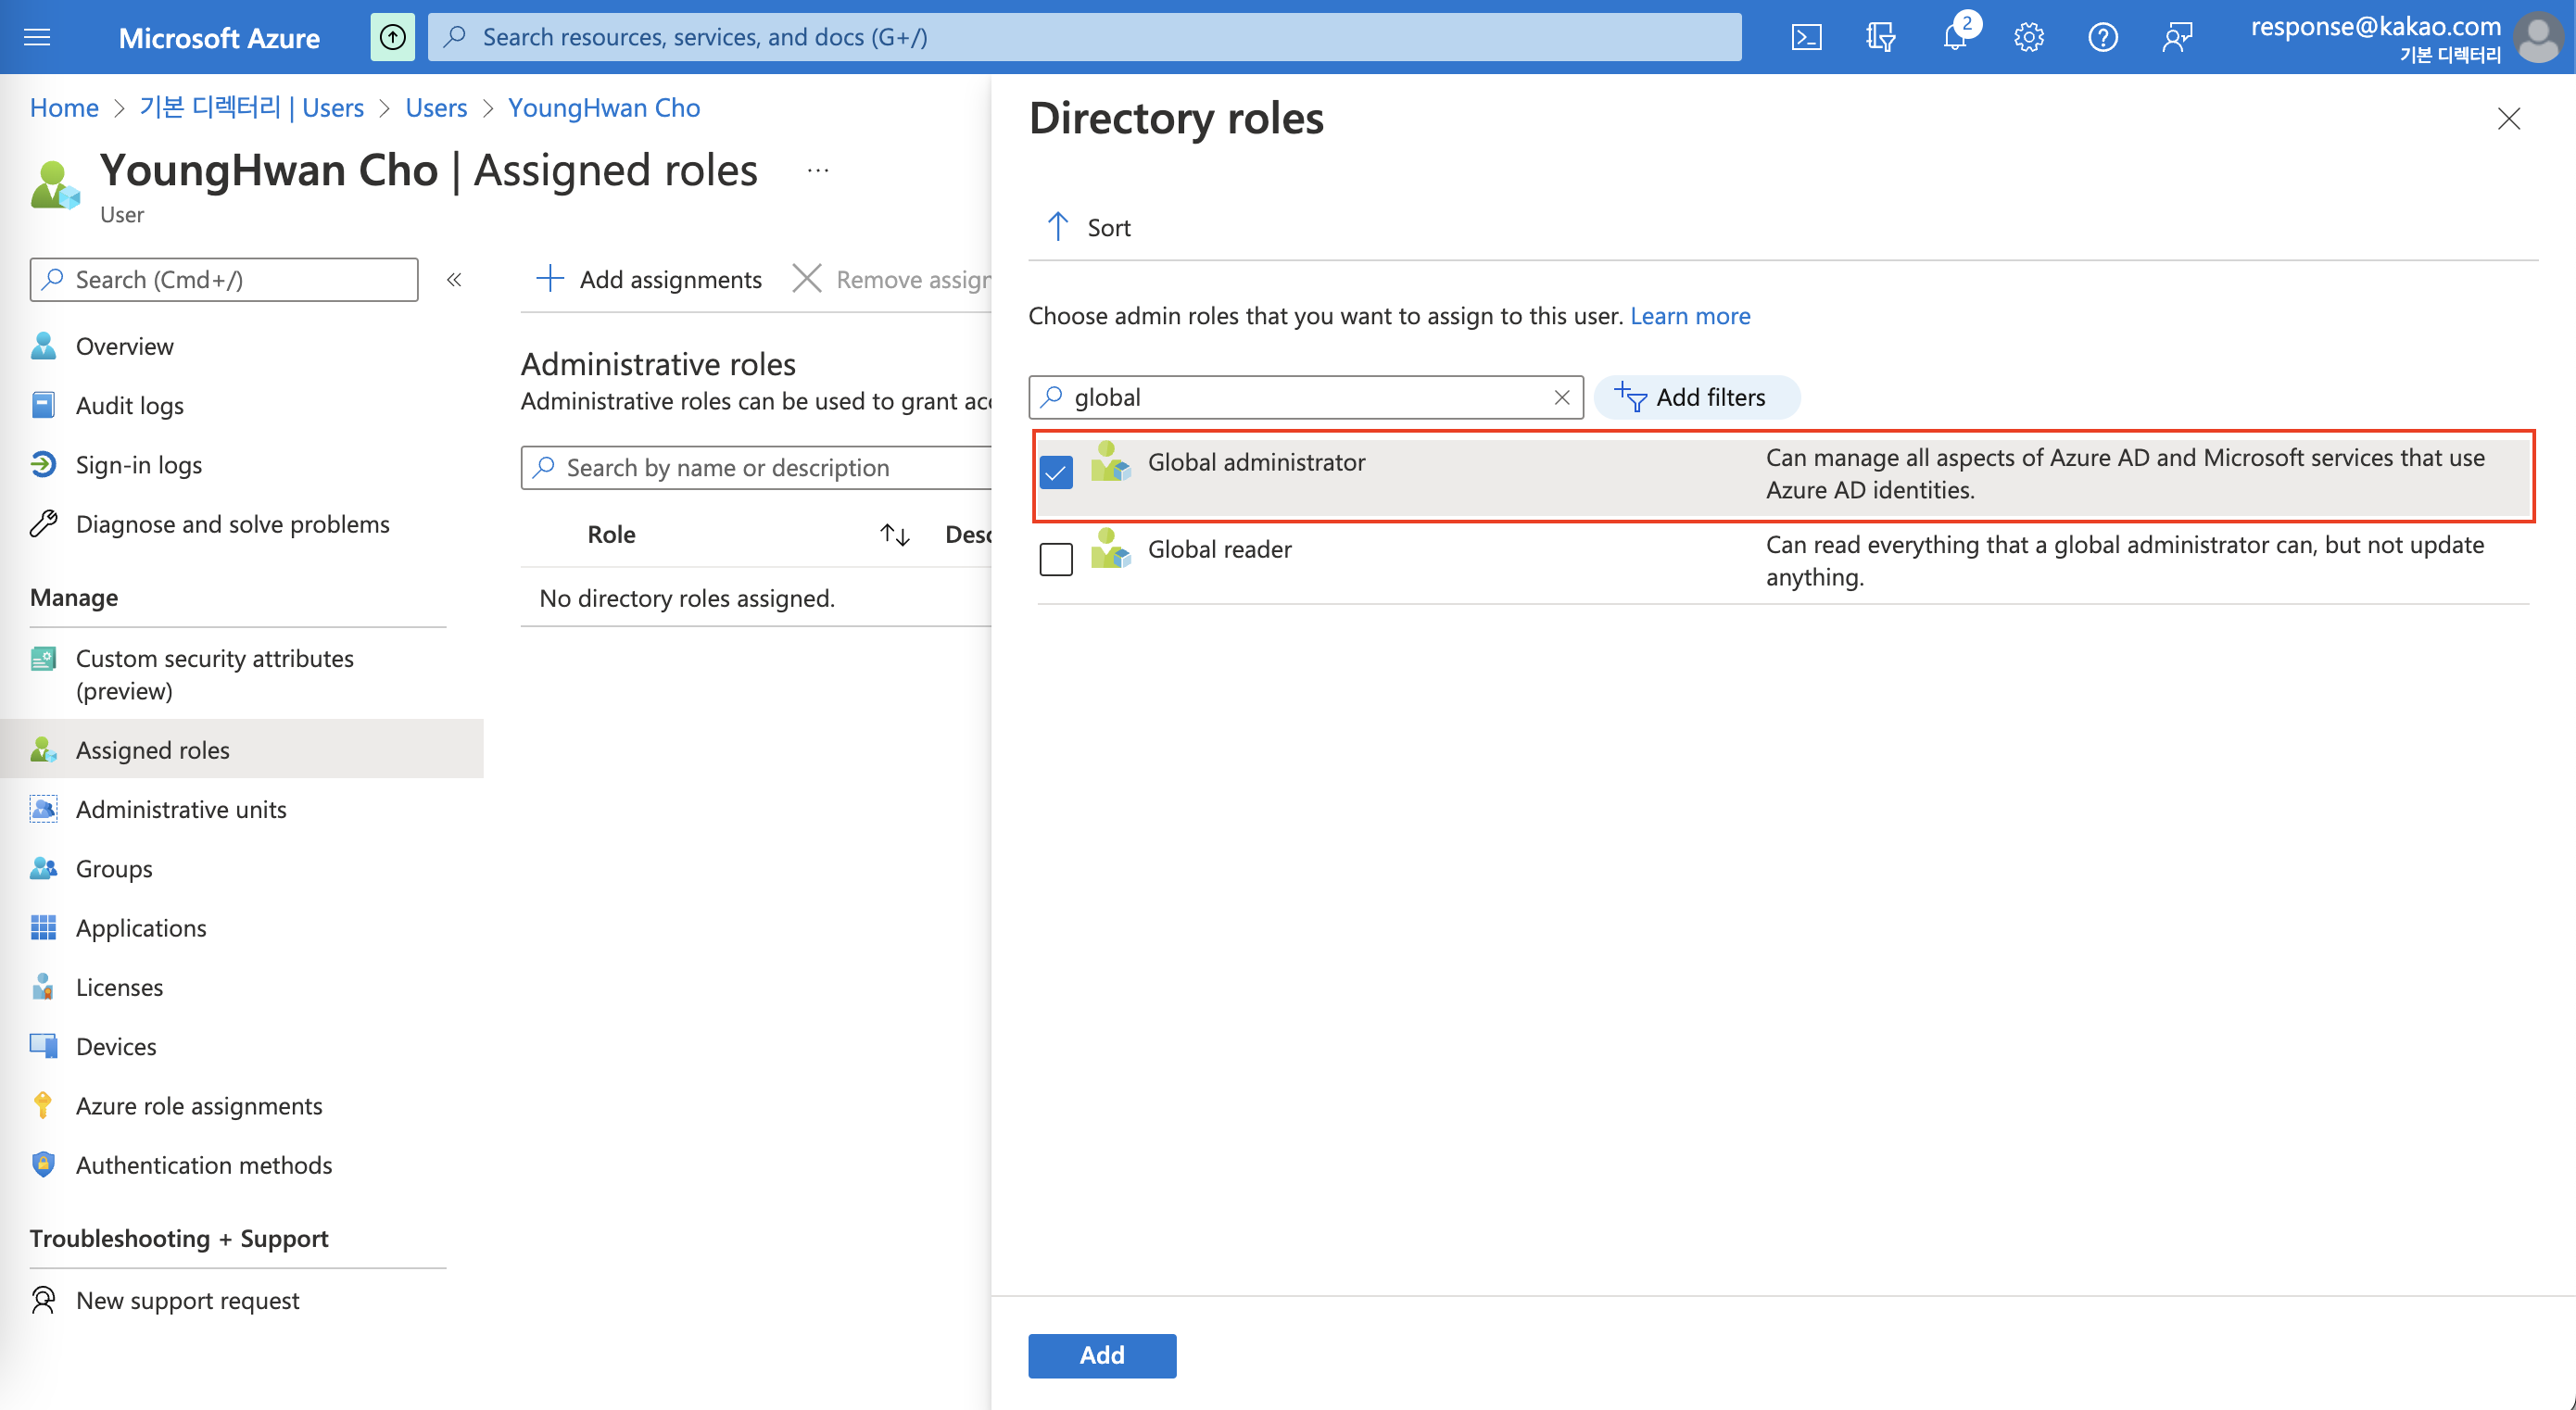 Microsoft Azure
Search resources, services, and docs (G+/)
2
response@kakao.com
기본 디렉터리
Home > 기본 디렉터리 | Users > Users > YoungHwan Cho
YoungHwan Cho | Assigned roles ...
User
Search (Cmd+/)
«
Overview
Audit logs
Sign-in logs
Diagnose and solve problems
Manage
Custom security attributes
(preview)
Assigned roles
Administrative units
Groups
Applications
Licenses
Devices
Azure role assignments
Authentication methods
Troubleshooting + Support
New support request
Add assignments
Remove assign
Administrative roles
Administrative roles can be used to grant acc
Search by name or description
Role
Desc
No directory roles assigned.
Directory roles
Sort
Choose admin roles that you want to assign to this user. Learn more
global
Add filters
Global administrator
Can manage all aspects of Azure AD and Microsoft services that use
Azure AD identities.
Global reader
Can read everything that a global administrator can, but not update
anything.
Add